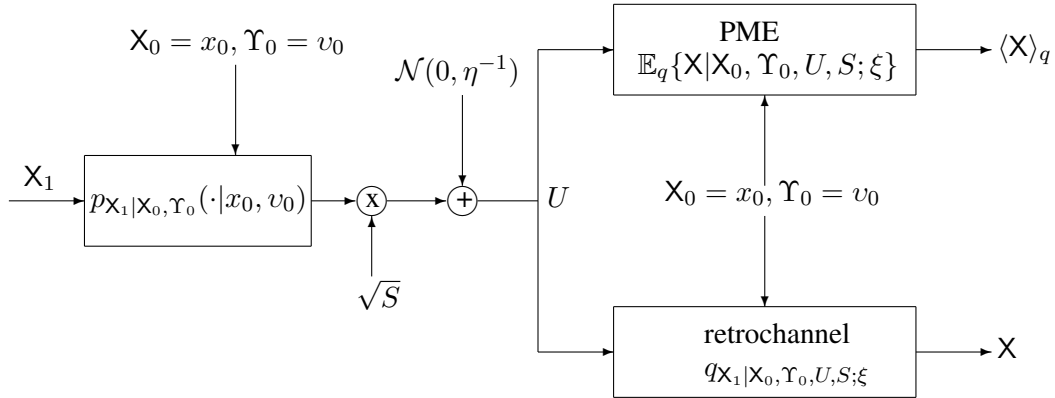 X₀ = x₀, Υ₀ = υ₀
X₁
p_{X₁|X₀,Υ₀}(·|x₀, υ₀)
x
√S
N(0, η⁻¹)
+
U
PME
𝔼_q{X|X₀, Υ₀, U, S; ξ}
⟨X⟩_q
X₀ = x₀, Υ₀ = υ₀
retrochannel
q_{X₁|X₀,Υ₀,U,S;ξ}
X